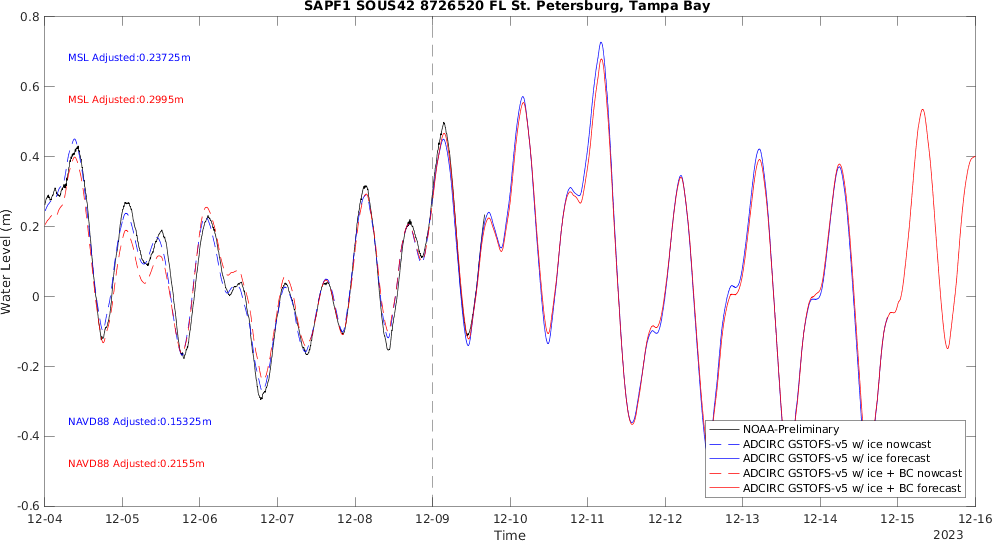 SAPF1 SOUS42 8726520 FL St. Petersburg, Tampa Bay
0.8
0.6
0.4
0.2
0
-0.2
-0.4
-0.6
Water Level (m)
MSL Adjusted:0.23725m
MSL Adjusted:0.2995m
NAVD88 Adjusted:0.15325m
NAVD88 Adjusted:0.2155m
NOAA-Preliminary
ADCIRC GSTOFS-v5 w/ ice nowcast
ADCIRC GSTOFS-v5 w/ ice forecast
ADCIRC GSTOFS-v5 w/ice + BC nowcast
ADCIRC GSTOFS-v5 w/ice + BC forecast
12-04 12-05 12-06 12-07 12-08 12-09 12-10 12-11 12-12 12-13 12-14 12-15 12-16
Time
2023